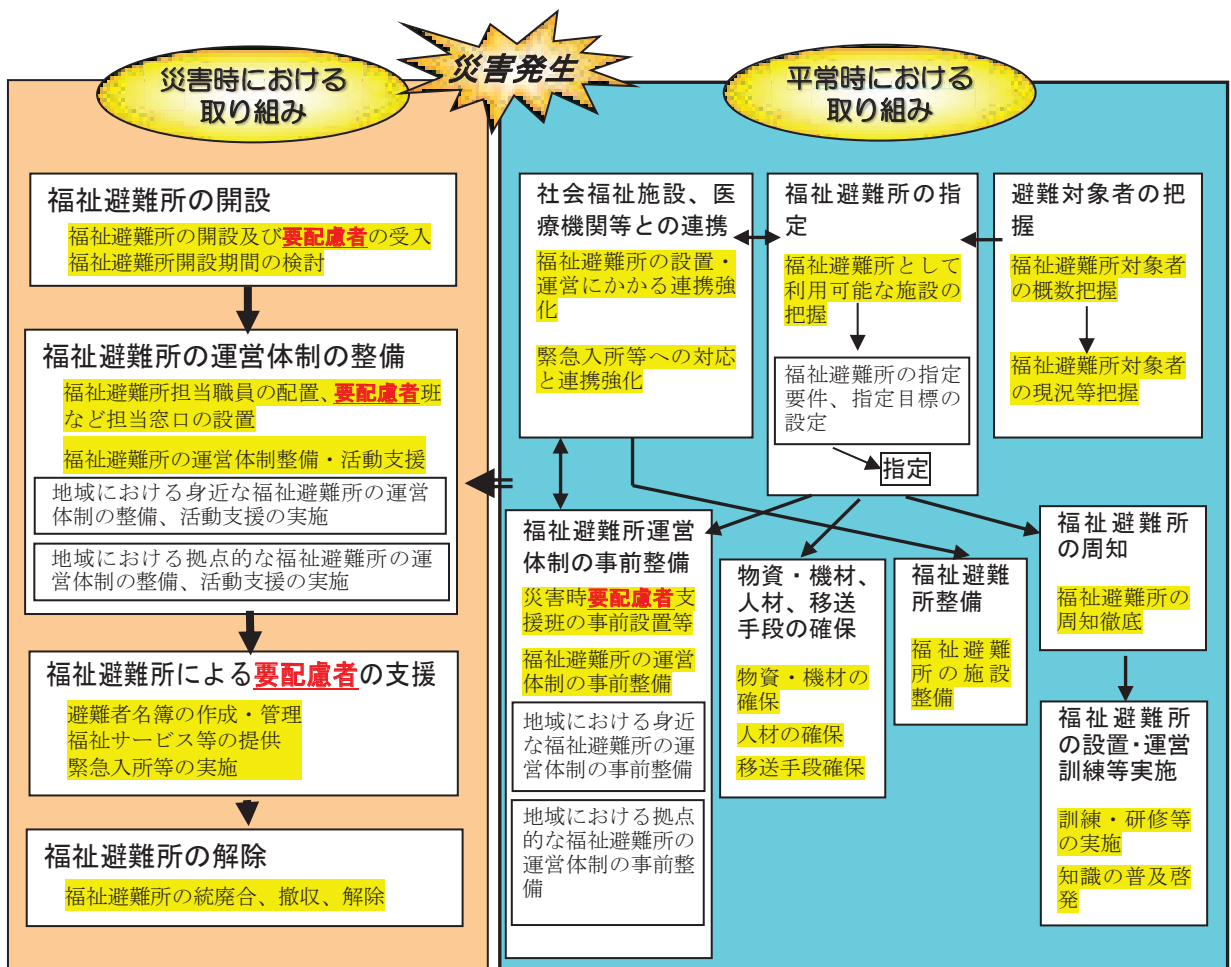 災害発生
災害時における
取り組み
福祉避難所の開設
福祉避難所の開設及び要配慮者の受入
福祉避難所開設期間の検討
福祉避難所の運営体制の整備
福祉避難所担当職員の配置、要配慮者班
など担当窓口の設置
福祉避難所の運営体制整備・活動支援
地域における身近な福祉避難所の運営
体制の整備、活動支援の実施
地域における拠点的な福祉避難所の運
営体制の整備、活動支援の実施
福祉避難所による要配慮者の支援
避難者名簿の作成・管理
福祉サービス等の提供
緊急入所等の実施
福祉避難所の解除
福祉避難所の統廃合、撤収、解除
平常時における
取り組み
社会福祉施設、医
療機関等との連携
福祉避難所の設置・
運営にかかる連携強
化
緊急入所等への対応
と連携強化
福祉避難所の指
定
福祉避難所として
利用可能な施設の
把握
福祉避難所の指定
要件、指定目標の
設定
指定
避難対象者の把
握
福祉避難所対象者
の概数把握
福祉避難所対象者
の現況等把握
福祉避難所運営
体制の事前整備
災害時要配慮者支
援班の事前設置等
福祉避難所の運営
体制の事前整備
地域における身近
な福祉避難所の運
営体制の事前整備
地域における拠点
的な福祉避難所の
運営体制の事前整
備
物資・機材、
人材、移送
手段の確保
物資・機材の
確保
人材の確保
移送手段確保
福祉避難
所整備
福祉避難
所の施設
整備
福祉避難所
の周知
福祉避難所の
周知徹底
福祉避難所
の設置・運営
訓練等実施
訓練・研修等
の実施
知識の普及啓
発